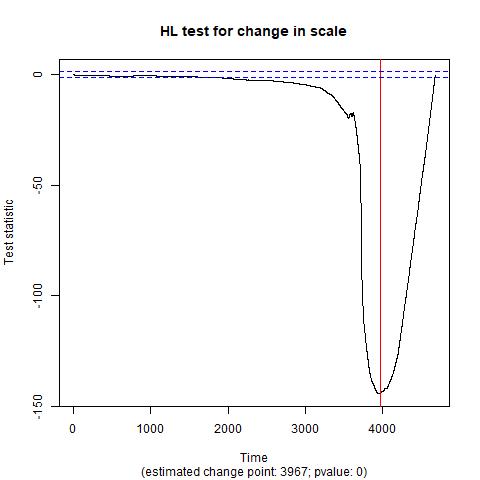 HL test for change in scale
Test statistic
0
-50
-100
-150
0 1000 2000 3000 4000
Time
(estimated change point: 3967; pvalue: 0)